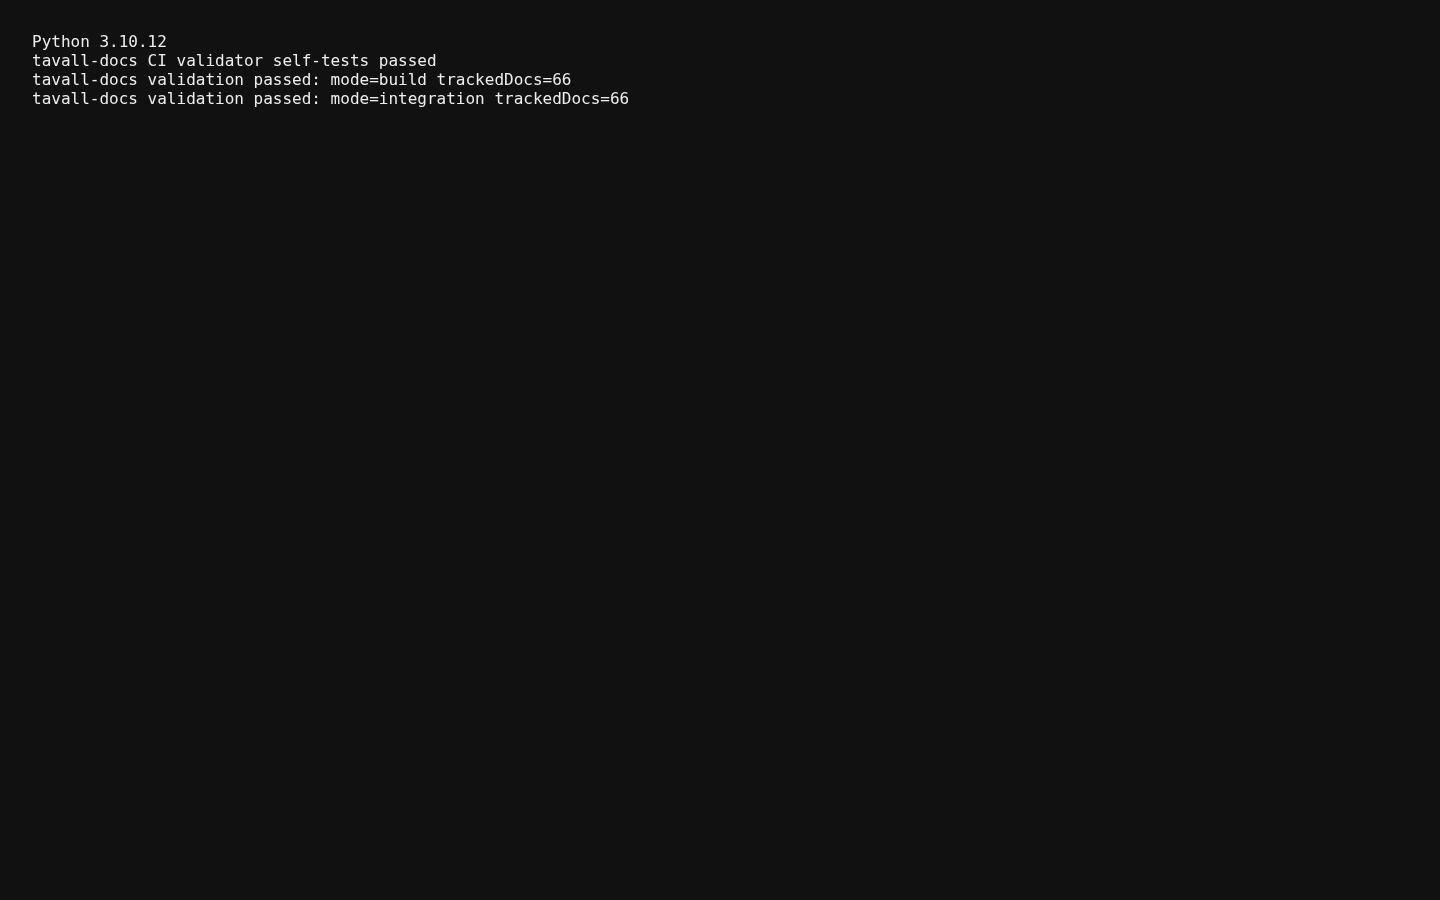 Python 3.10.12
tavall-docs CI validator self-tests passed
tavall-docs validation passed: mode=build trackedDocs=66
tavall-docs validation passed: mode=integration trackedDocs=66